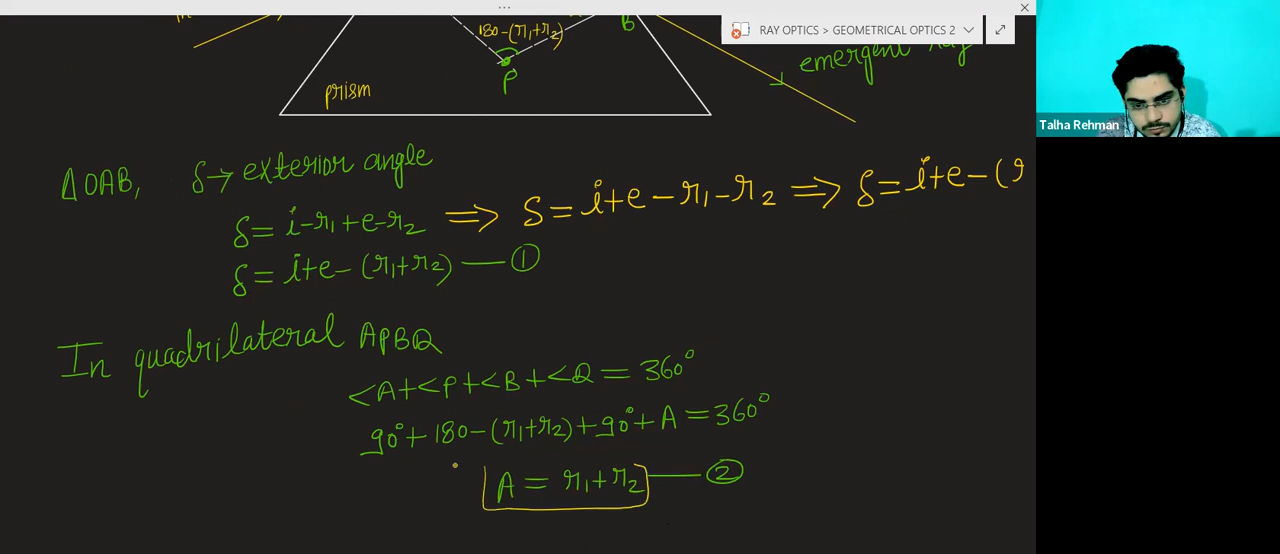 RAY OPTICS > GEOMETRICAL OPTICS 2
180-(r₁+r₂)
B
P
emergent
prism
Talha Rehman
ΔOAB, δ→ exterior angle
δ= i-r₁+e-r₂ ⟹ δ= i+e-r₁-r₂ ⟹ δ= i+e-(r
δ= i+e-(r₁+r₂) — ①
In quadrilateral APBQ
<A+<P+<B+<Q = 360°
90°+180-(r₁+r₂)+90°+A = 360°
A = r₁+r₂ — ②